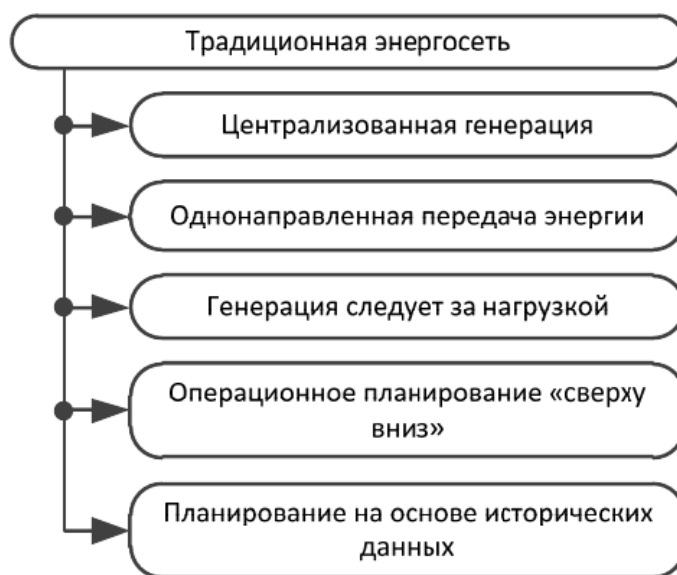 Традиционная энергосеть
Централизованная генерация
Однонаправленная передача энергии
Генерация следует за нагрузкой
Операционное планирование «сверху
вниз»
Планирование на основе исторических
данных